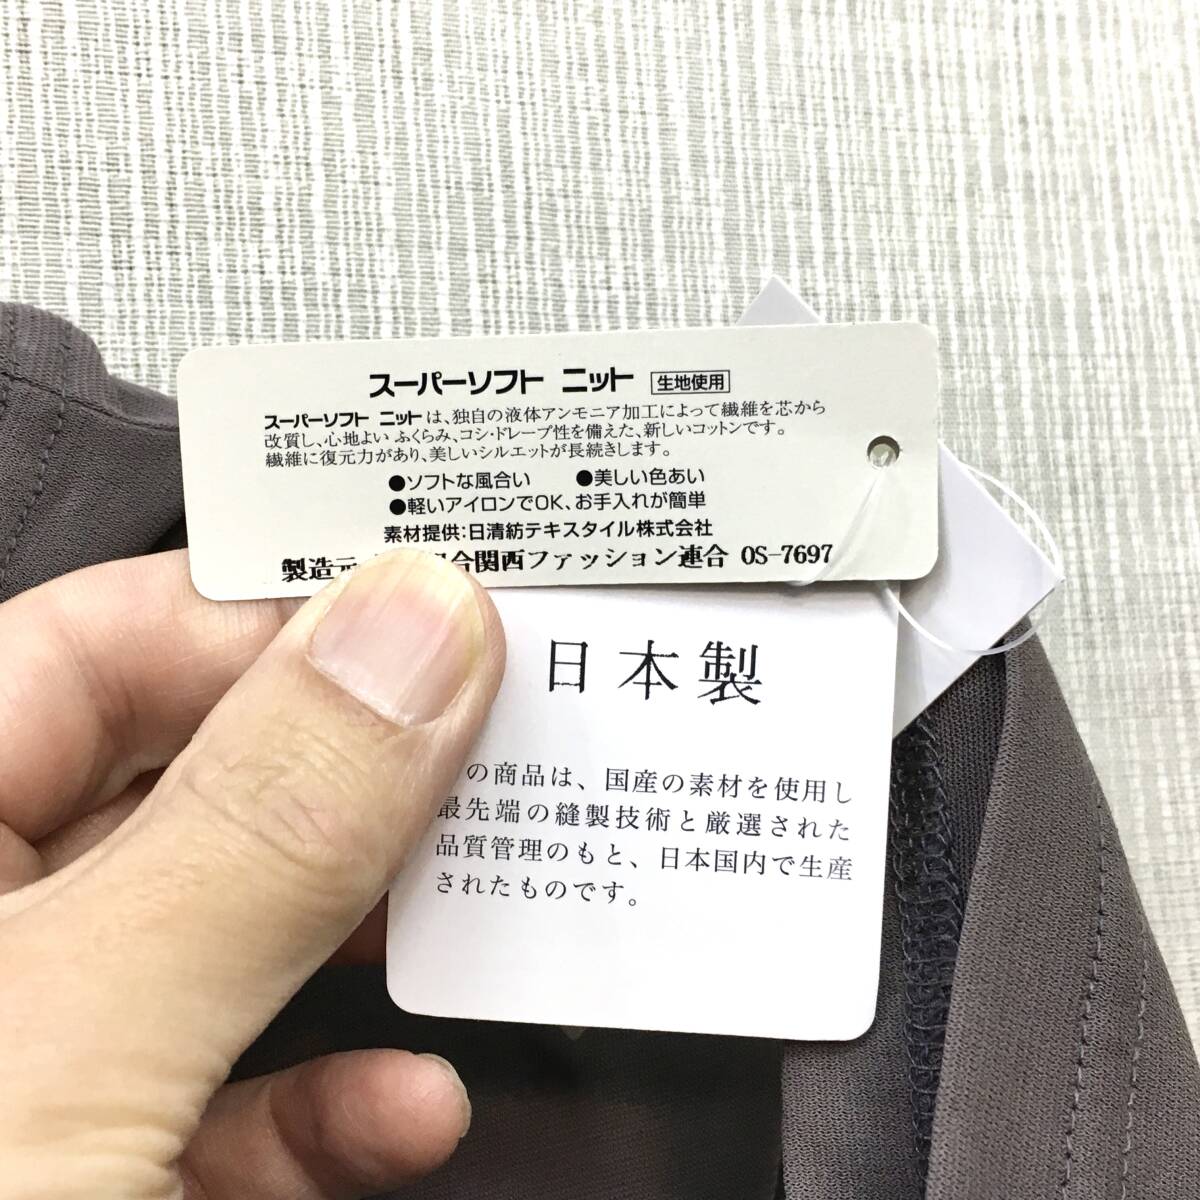 スーパーソフト ニット 生地使用
スーパーソフト ニットは、独自の液体アンモニア加工によって繊維を芯から
改質し、心地よい ふくらみ、コシ・ドレープ性を備えた、新しいコットンです。
繊維に復元力があり、美しいシルエットが長続きします。
●ソフトな風合い ●美しい色あい
●軽いアイロンでOK、お手入れが簡単
素材提供：日清紡テキスタイル株式会社
製造元 合関西ファッション連合 OS-7697
日本製
の商品は、国産の素材を使用し
最先端の縫製技術と厳選された
品質管理のもと、日本国内で生産
されたものです。